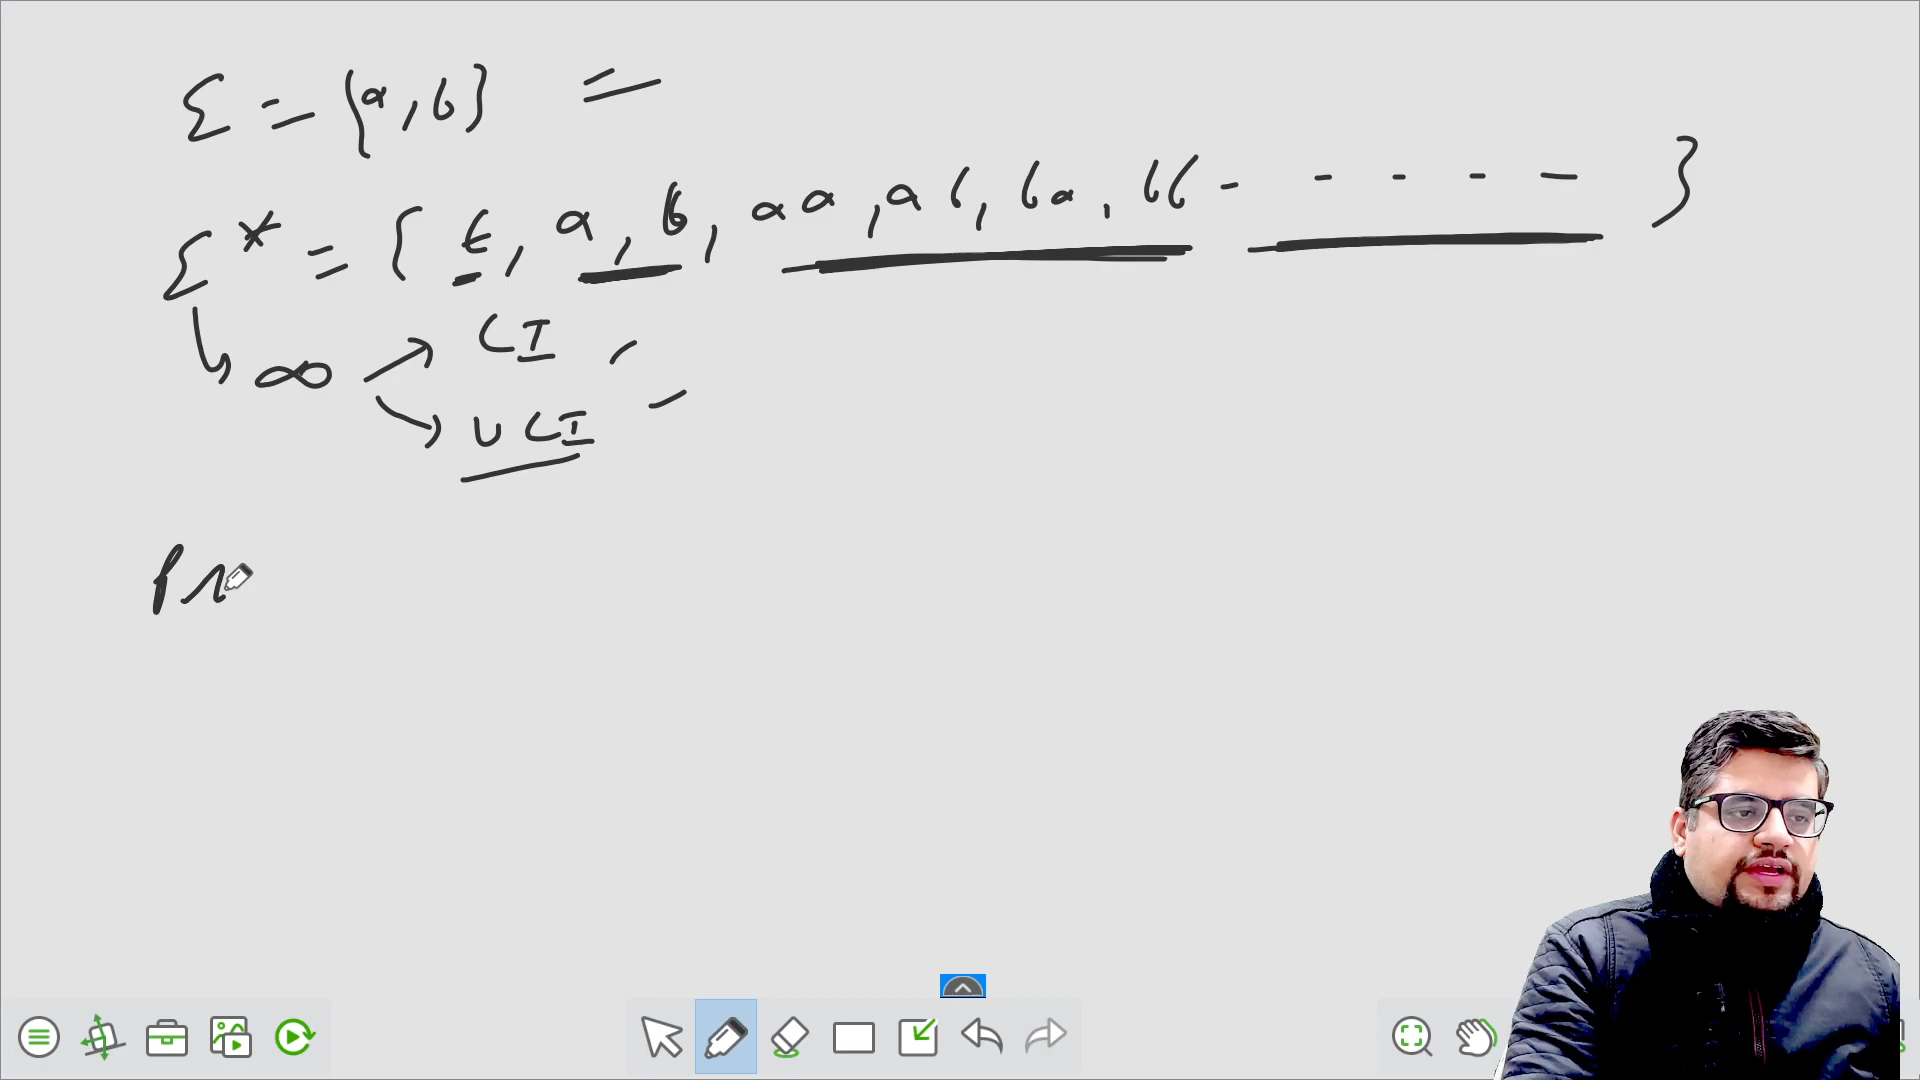 Σ = {a, b} =
Σ* = { ε, a, b, aa, ab, ba, bb - - - - - }
↳ ∞ → CI
→ UCI